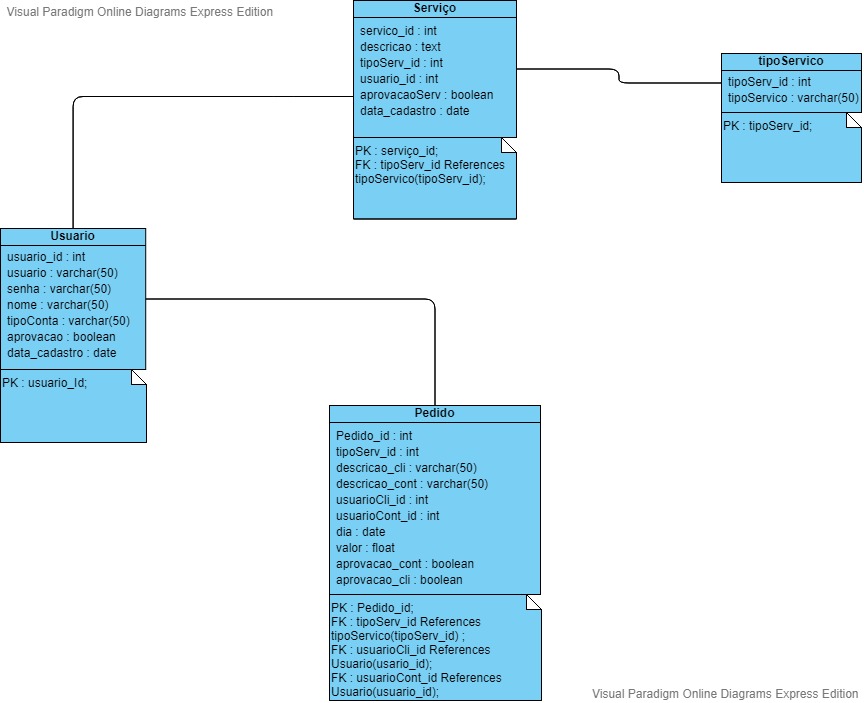 Visual Paradigm Online Diagrams Express Edition
Serviço
servico_id : int
descricao : text
tipoServ_id : int
usuario_id : int
aprovacaoServ : boolean
data_cadastro : date
PK : serviço_id;
FK : tipoServ_id References
tipoServico(tipoServ_id);
tipoServico
tipoServ_id : int
tipoServico : varchar(50)
PK : tipoServ_id;
Usuario
usuario_id : int
usuario : varchar(50)
senha : varchar(50)
nome : varchar(50)
tipoConta : varchar(50)
aprovacao : boolean
data_cadastro : date
PK : usuario_Id;
Pedido
Pedido_id : int
tipoServ_id : int
descricao_cli : varchar(50)
descricao_cont : varchar(50)
usuarioCli_id : int
usuarioCont_id : int
dia : date
valor : float
aprovacao_cont : boolean
aprovacao_cli : boolean
PK : Pedido_id;
FK : tipoServ_id References
tipoServico(tipoServ_id) ;
FK : usuarioCli_id References
Usuario(usario_id);
FK : usuarioCont_id References
Usuario(usuario_id);
Visual Paradigm Online Diagrams Express Edition